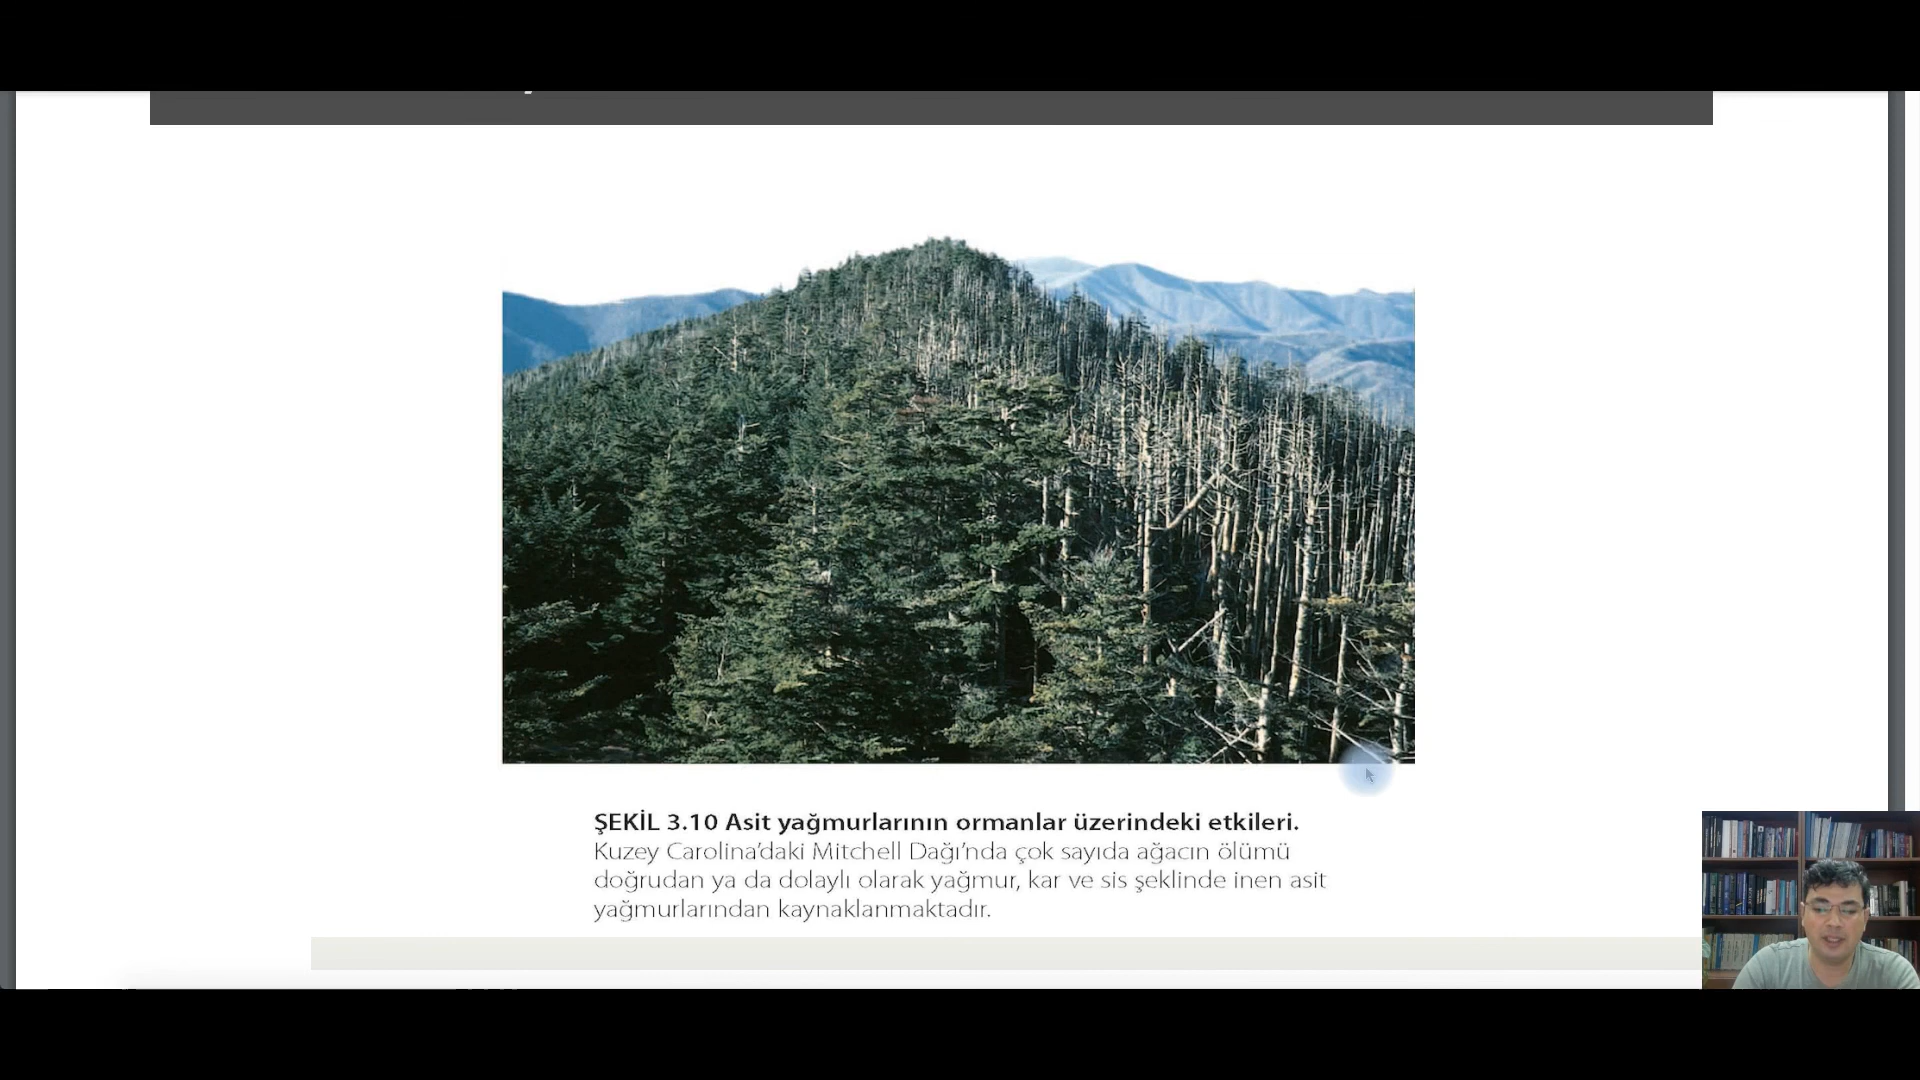 ŞEKİL 3.10 Asit yağmurlarının ormanlar üzerindeki etkileri.
Kuzey Carolina'daki Mitchell Dağı'nda çok sayıda ağacın ölümü
doğrudan ya da dolaylı olarak yağmur, kar ve sis şeklinde inen asit
yağmurlarından kaynaklanmaktadır.